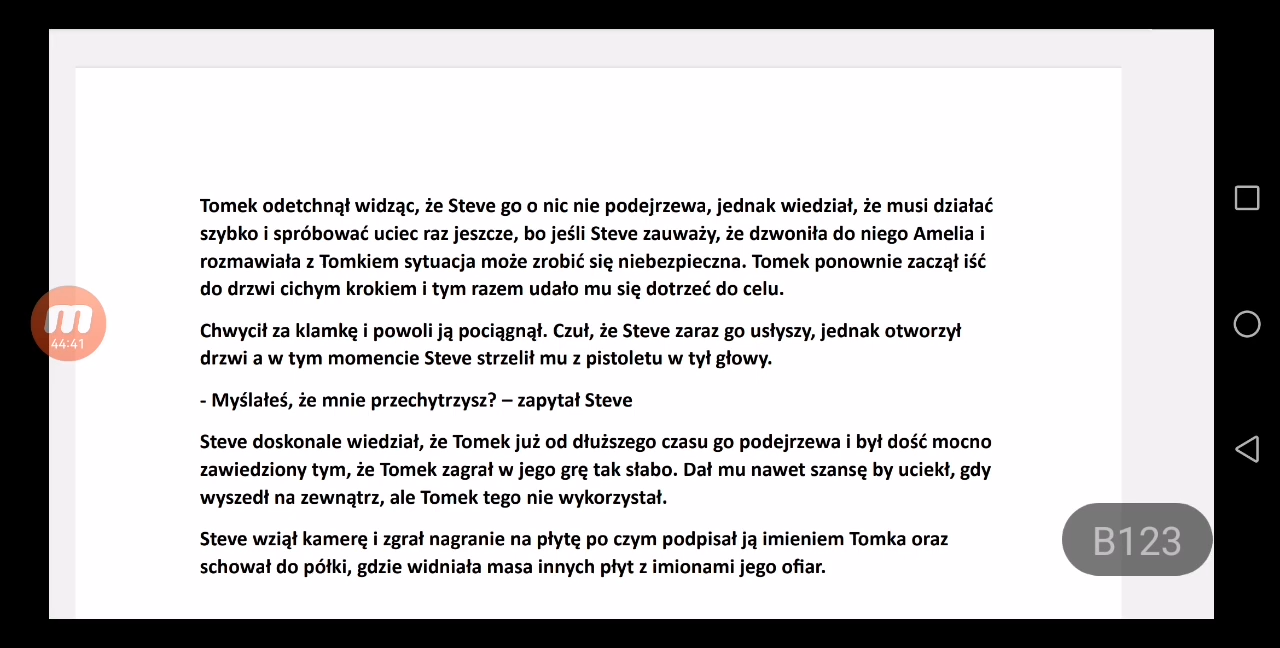 Tomek odetchnął widząc, że Steve go o nic nie podejrzewa, jednak wiedział, że musi działać
szybko i spróbować uciec raz jeszcze, bo jeśli Steve zauważy, że dzwoniła do niego Amelia i
rozmawiała z Tomkiem sytuacja może zrobić się niebezpieczna. Tomek ponownie zaczął iść
do drzwi cichym krokiem i tym razem udało mu się dotrzeć do celu.
Chwycił za klamkę i powoli ją pociągnął. Czuł, że Steve zaraz go usłyszy, jednak otworzył
drzwi a w tym momencie Steve strzelił mu z pistoletu w tył głowy.
- Myślałeś, że mnie przechytrzysz? – zapytał Steve
Steve doskonale wiedział, że Tomek już od dłuższego czasu go podejrzewa i był dość mocno
zawiedziony tym, że Tomek zagrał w jego grę tak słabo. Dał mu nawet szansę by uciekł, gdy
wyszedł na zewnątrz, ale Tomek tego nie wykorzystał.
Steve wziął kamerę i zgrał nagranie na płytę po czym podpisał ją imieniem Tomka oraz
schował do półki, gdzie widniała masa innych płyt z imionami jego ofiar.
m
44:41
B123